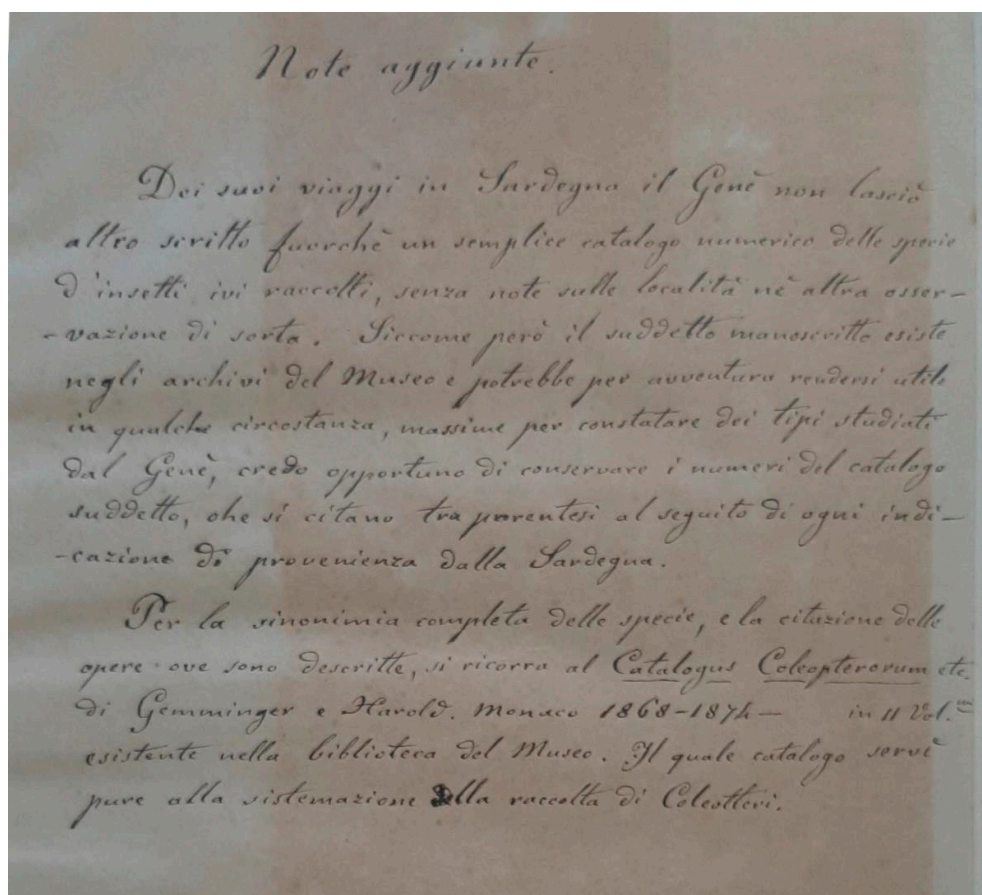 Note aggiunte.
Dei suoi viaggi in Sardegna il Genè non lasciò
altro scritto fuorchè un semplice catalogo numerico delle specie
d'insetti ivi raccolti, senza note sulle località nè altra osser-
-vazione di sorta. Siccome però il suddetto manoscritto esiste
negli archivi del Museo e potrebbe per avventura rendersi utile
in qualche circostanza, massime per constatare dei tipi studiati
dal Genè, credo opportuno di conservare i numeri del catalogo
suddetto, che si citano tra parentesi al seguito di ogni indi-
-cazione di provenienza dalla Sardegna.
Per la sinonimia completa delle specie, e la citazione delle
opere ove sono descritte, si ricorra al Catalogus Coleopterorum etc.
di Gemminger e Harold. Monaco 1868-1874- in 11 Vol.
esistente nella biblioteca del Museo. Il quale catalogo servì
pure alla sistemazione della raccolta di Coleotteri.